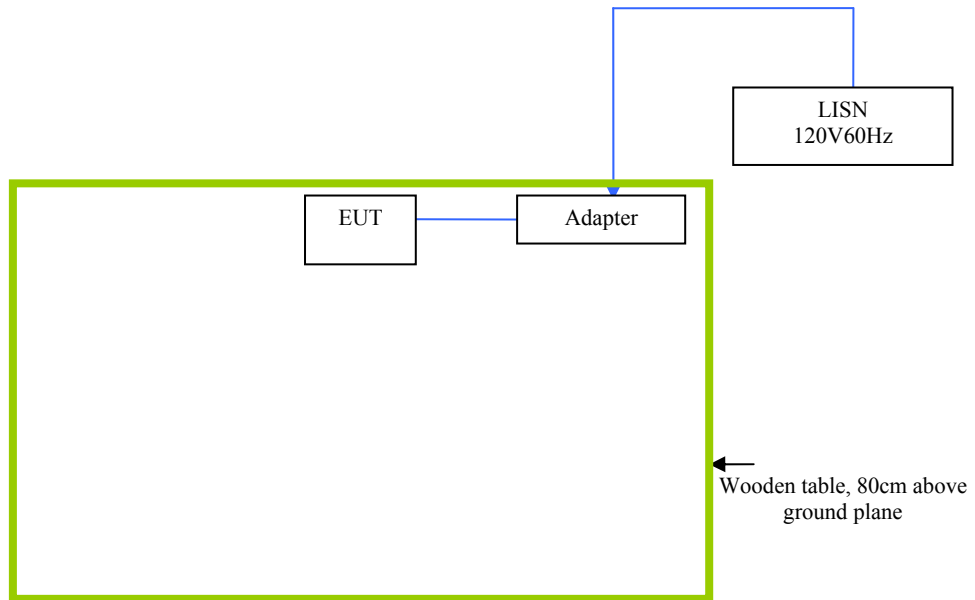 LISN
120V60Hz
EUT
Adapter
Wooden table, 80cm above
ground plane